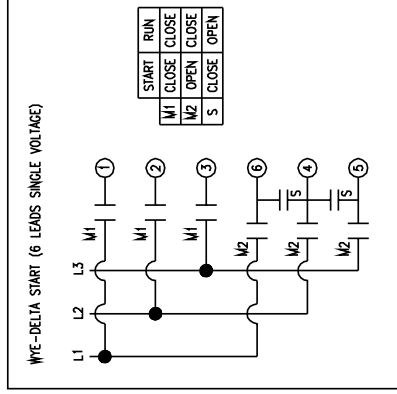 WYE-DELTA START (6 LEADS SINGLE VOLTAGE)
L1 L2 L3
M1 1
M1 2
M1 3
M2 6
S
M2 4
S
M2 5
START RUN
M1 CLOSE CLOSE
M2 OPEN CLOSE
S CLOSE OPEN